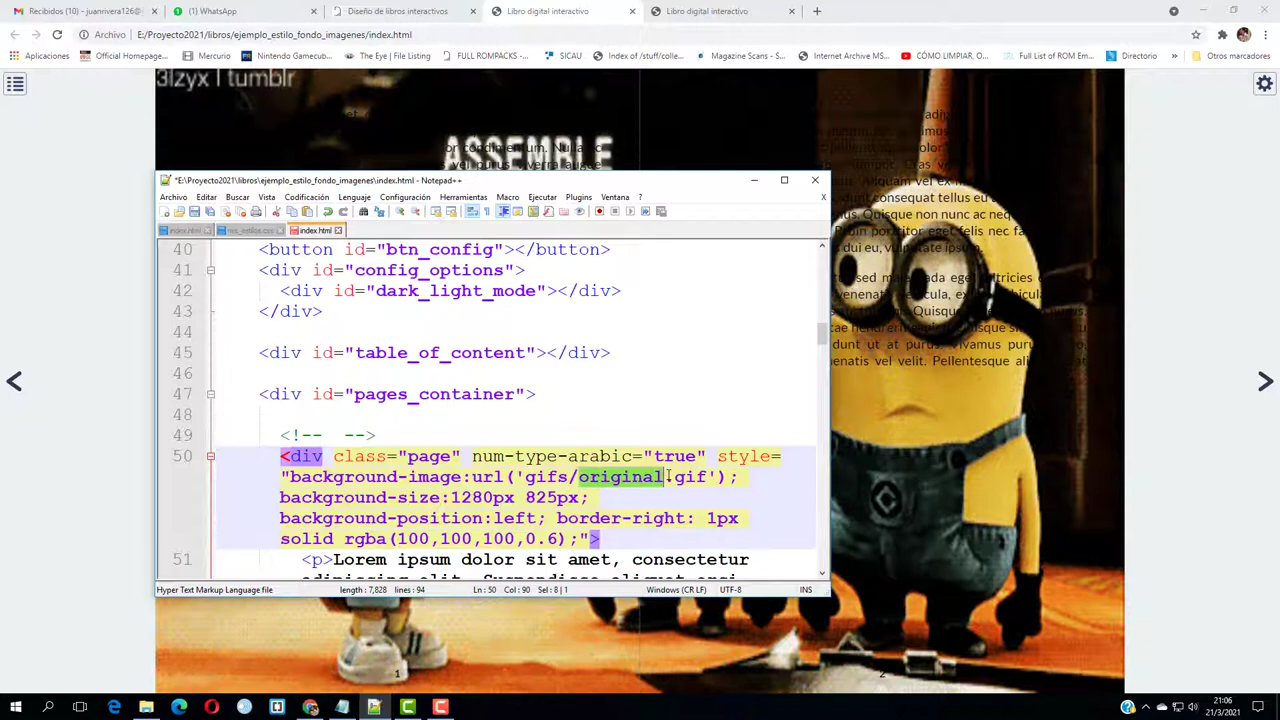 Recibidos (10) - juanrivera126@
(1) WhatsApp
Diseño de libros interactivos
Libro digital interactivo
Libro digital interactivo
Archivo
E:/Proyecto2021/libros/ejemplo_estilo_fondo_imagenes/index.html
Aplicaciones
Official Homepage...
Mercurio
Nintendo Gamecub...
The Eye | File Listing
FULL ROMPACKS -...
SICAU
Index of /stuff/colle...
Magazine Scans - S...
Internet Archive MS...
CÓMO LIMPIAR, O...
Full List of ROM Em...
Directorio
Otros marcadores
3lzyx | tumblr
ASEMBLE
*E:\Proyecto2021\libros\ejemplo_estilo_fondo_imagenes\index.html - Notepad++
Archivo Editar Buscar Vista Codificación Lenguaje Configuración Herramientas Macro Ejecutar Plugins Ventana ?
index.html
index.html
40 <button id="btn_config"></button>
41 <div id="config_options">
42 <div id="dark_light_mode"></div>
43 </div>
44
45 <div id="table_of_content"></div>
46
47 <div id="pages_container">
48
49 <!-- -->
50 <div class="page" num-type-arabic="true" style=
"background-image:url('gifs/original.gif');
background-size:1280px 825px;
background-position:left; border-right: 1px
solid rgba(100,100,100,0.6);">
51 <p>Lorem ipsum dolor sit amet, consectetur
Hyper Text Markup Language file
length : 7,828 lines : 94
Ln : 50 Col : 90 Sel : 8 | 1
Windows (CR LF)
UTF-8
INS
1
2
21:06
21/3/2021